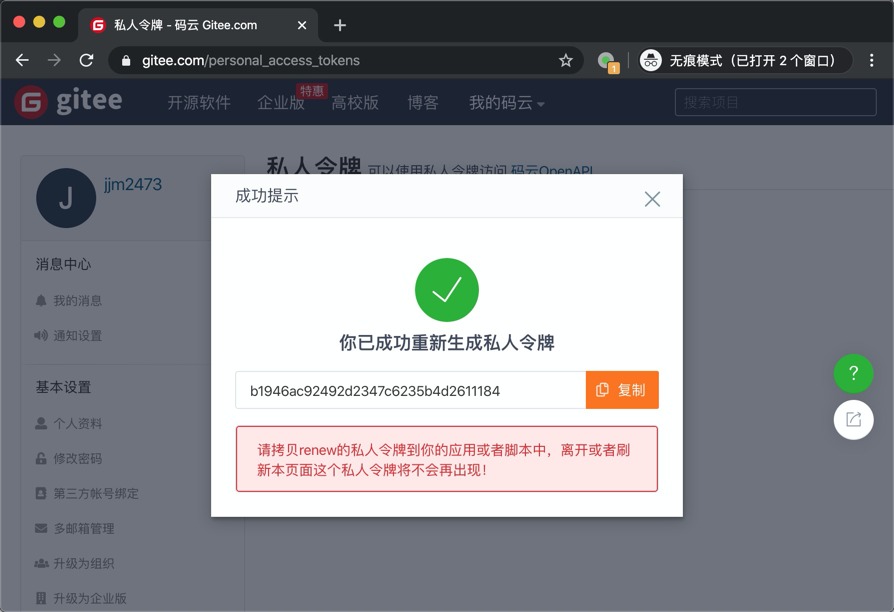 私人令牌 - 码云 Gitee.com
gitee.com/personal_access_tokens
1
无痕模式（已打开 2 个窗口）
gitee
开源软件
企业版
特惠
高校版
博客
我的码云
搜索项目
J
jjm2473
私人令牌 可以使用私人令牌访问 码云OpenAPI
消息中心
我的消息
通知设置
基本设置
个人资料
修改密码
第三方帐号绑定
多邮箱管理
升级为组织
升级为企业版
成功提示
你已成功重新生成私人令牌
b1946ac92492d2347c6235b4d2611184
复制
请拷贝renew的私人令牌到你的应用或者脚本中，离开或者刷
新本页面这个私人令牌将不会再出现！
?